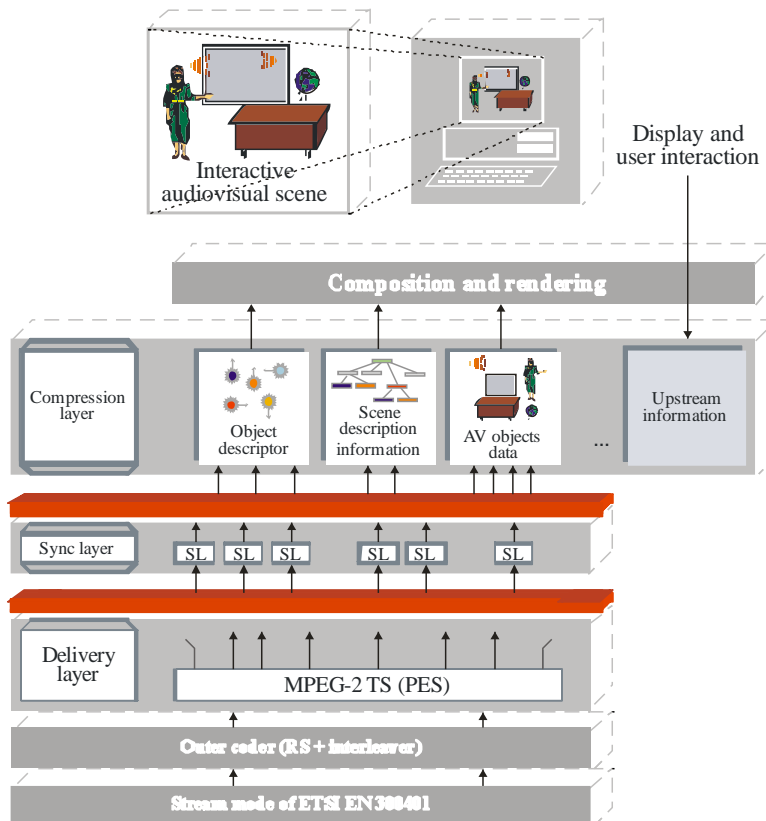 Interactive
audiovisual scene
Display and
user interaction
Composition and rendering
Compression
layer
Object
descriptor
Scene
description
information
AV objects
data
...
Upstream
information
Sync layer
SL
SL
SL
SL
SL
SL
Delivery
layer
MPEG-2 TS (PES)
Outer coder (RS + interleaver)
Stream mode of ETSI EN 300401